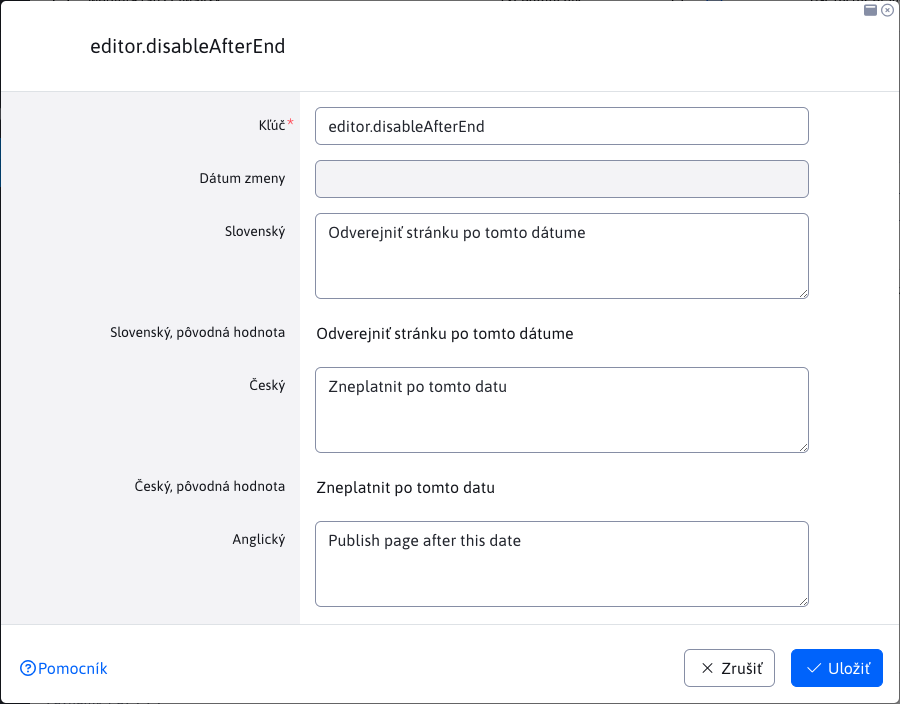 editor.disableAfterEnd
Kľúč*
editor.disableAfterEnd
Dátum zmeny
Slovenský
Odverejniť stránku po tomto dátume
Slovenský, pôvodná hodnota
Odverejniť stránku po tomto dátume
Český
Zneplatnit po tomto datu
Český, pôvodná hodnota
Zneplatnit po tomto datu
Anglický
Publish page after this date
Pomocník
Zrušiť
Uložiť